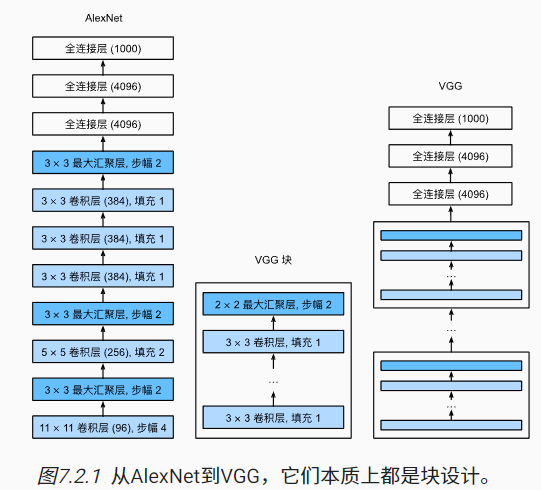 AlexNet
全连接层 (1000)
全连接层 (4096)
全连接层 (4096)
3 × 3 最大汇聚层, 步幅 2
3 × 3 卷积层 (384), 填充 1
3 × 3 卷积层 (384), 填充 1
3 × 3 卷积层 (384), 填充 1
3 × 3 最大汇聚层, 步幅 2
5 × 5 卷积层 (256), 填充 2
3 × 3 最大汇聚层, 步幅 2
11 × 11 卷积层 (96), 步幅 4
VGG 块
2 × 2 最大汇聚层, 步幅 2
3 × 3 卷积层, 填充 1
...
3 × 3 卷积层, 填充 1
VGG
全连接层 (1000)
全连接层 (4096)
全连接层 (4096)
...
...
...
图7.2.1 从AlexNet到VGG，它们本质上都是块设计。